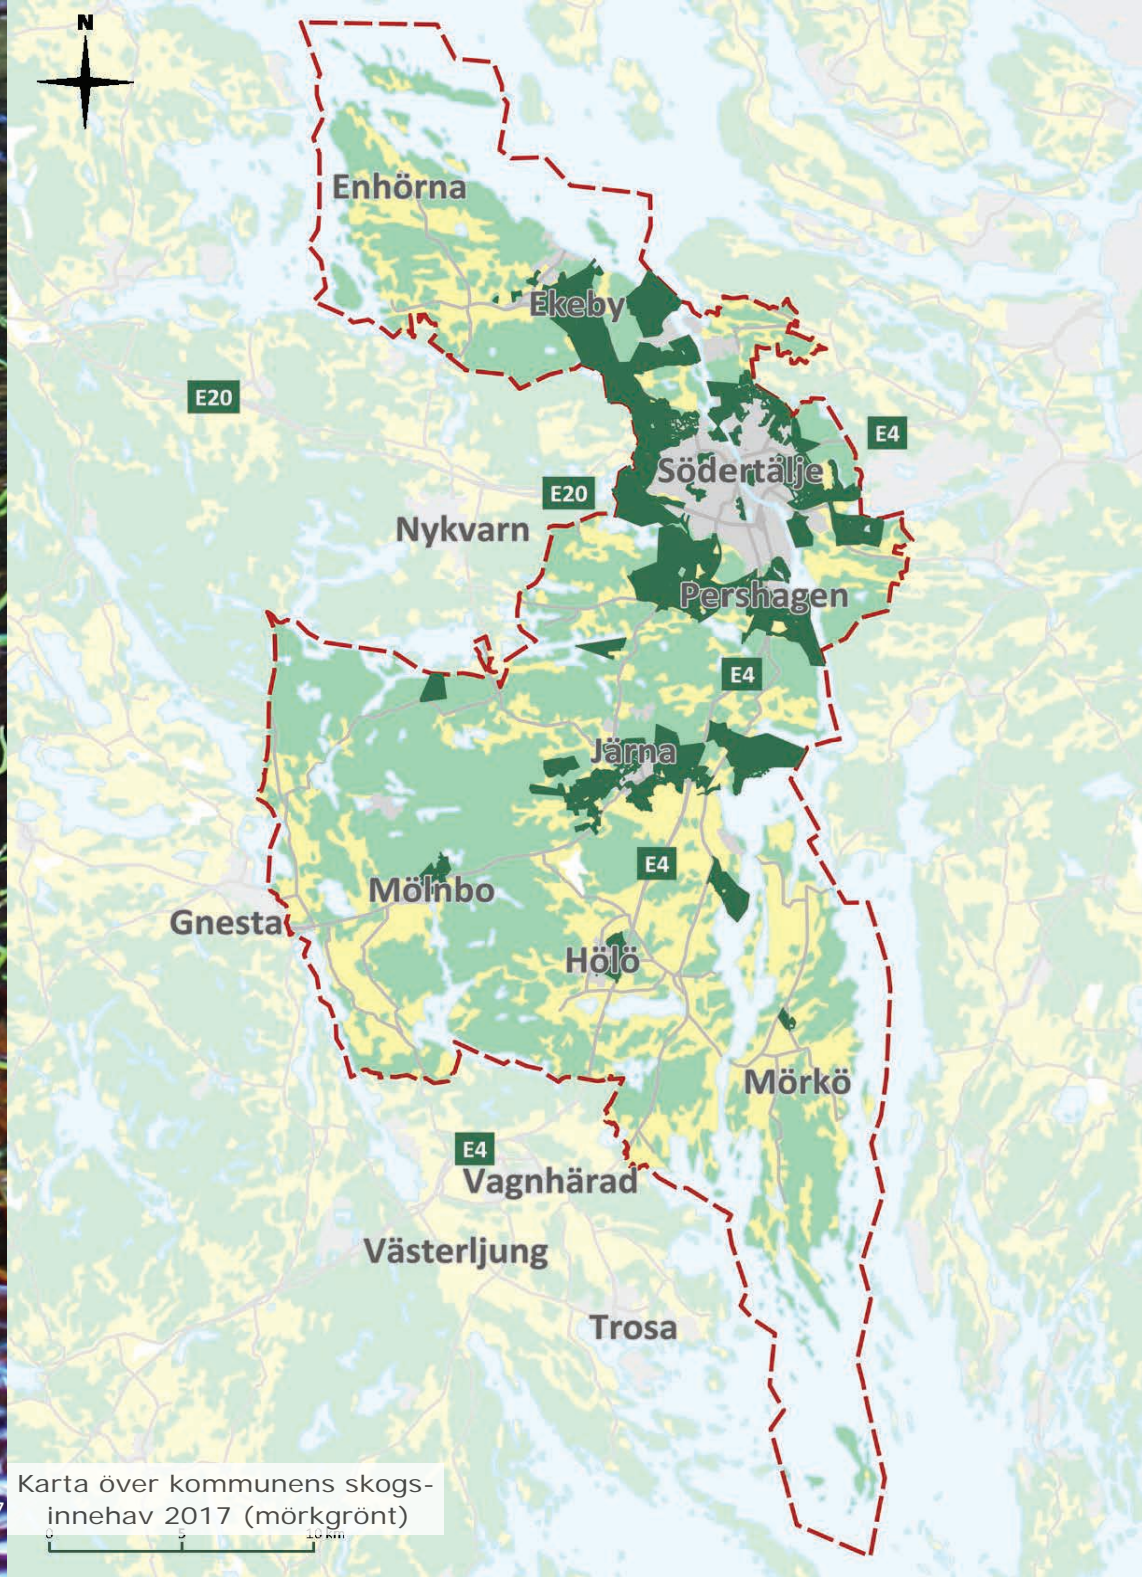 N
Enhörna
Ekeby
E20
E4
Södertälje
E20
Nykvarn
Pershagen
E4
Järna
E4
Mölnbo
Gnesta
Hölö
Mörkö
E4
Vagnhärad
Västerljung
Trosa
Karta över kommunens skogs-
innehav 2017 (mörkgrönt)
0 5 10 km